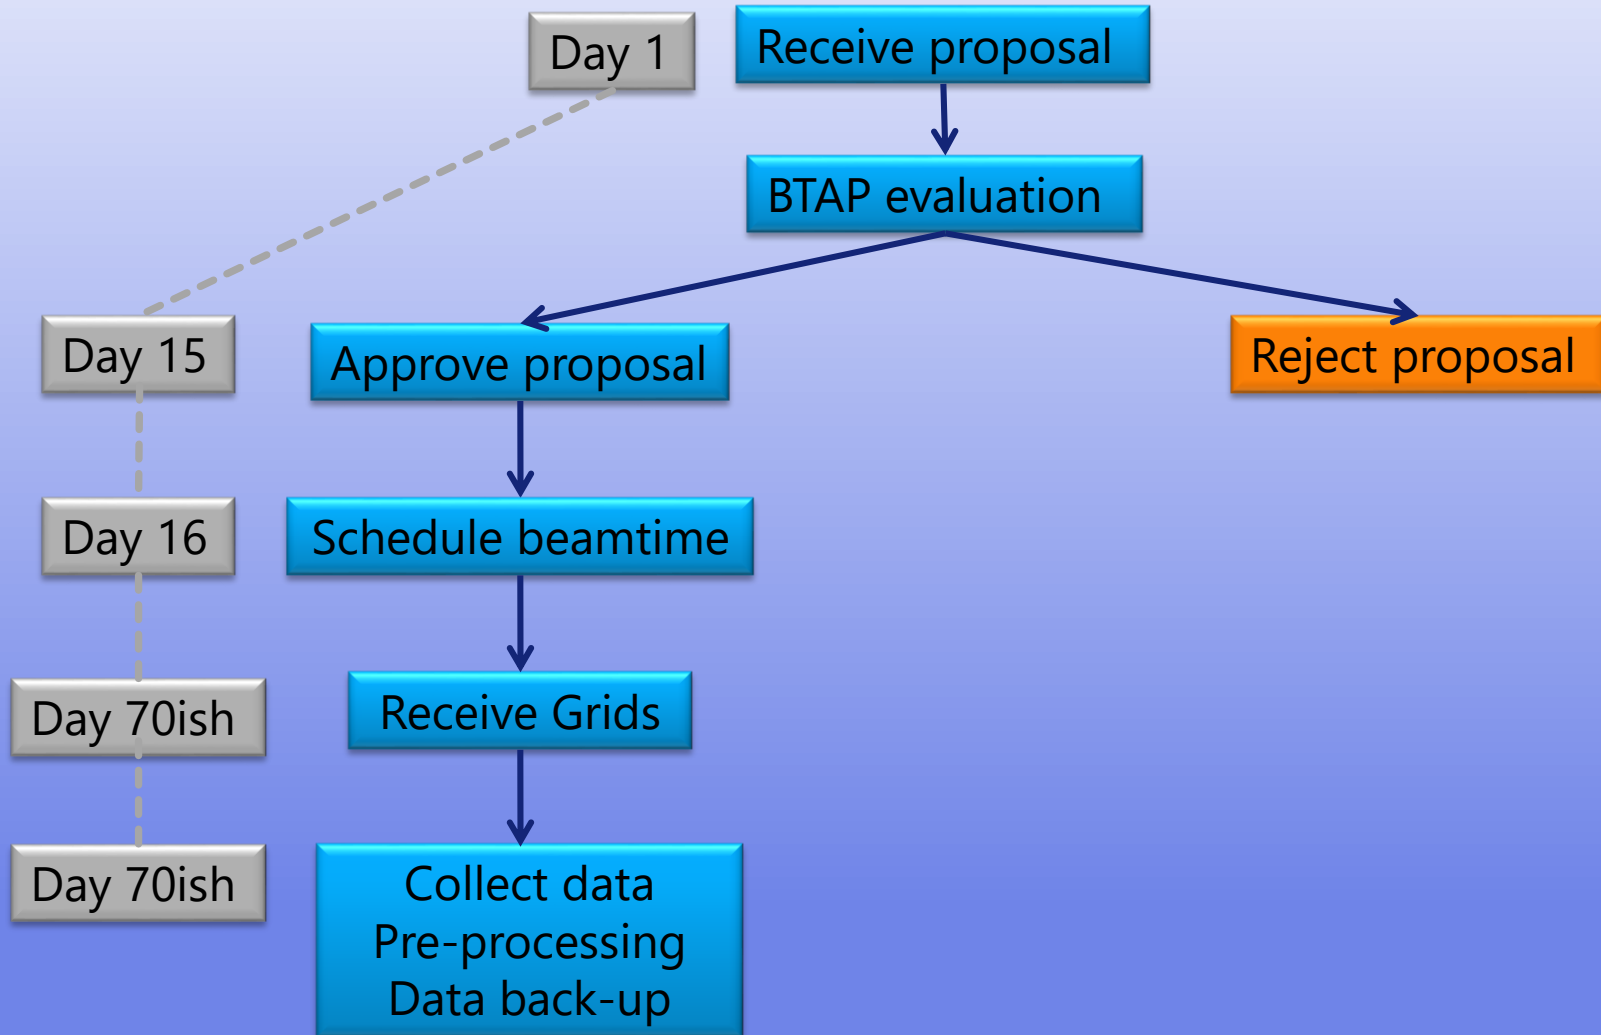 Day 1
Receive proposal
BTAP evaluation
Day 15
Approve proposal
Reject proposal
Day 16
Schedule beamtime
Day 70ish
Receive Grids
Day 70ish
Collect data
Pre-processing
Data back-up